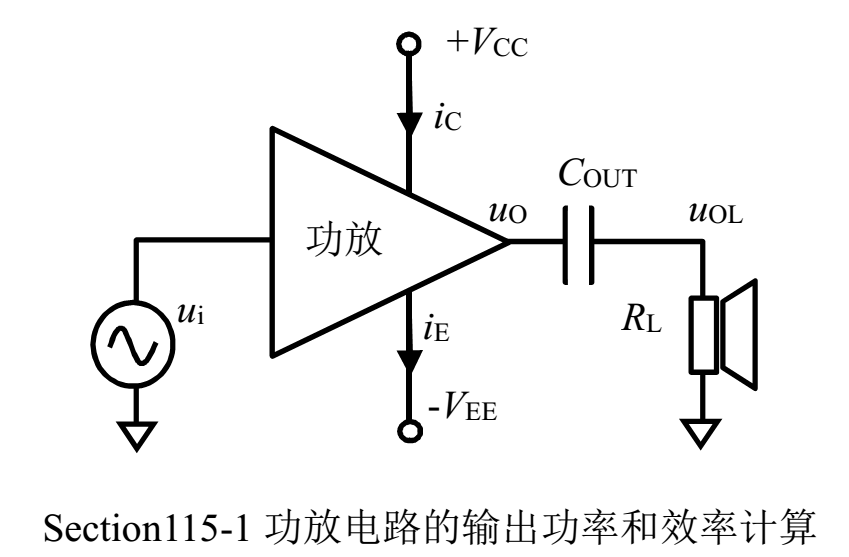 +VCC
iC
COUT
uO
uOL
功放
ui
iE
RL
-VEE
Section115-1 功放电路的输出功率和效率计算